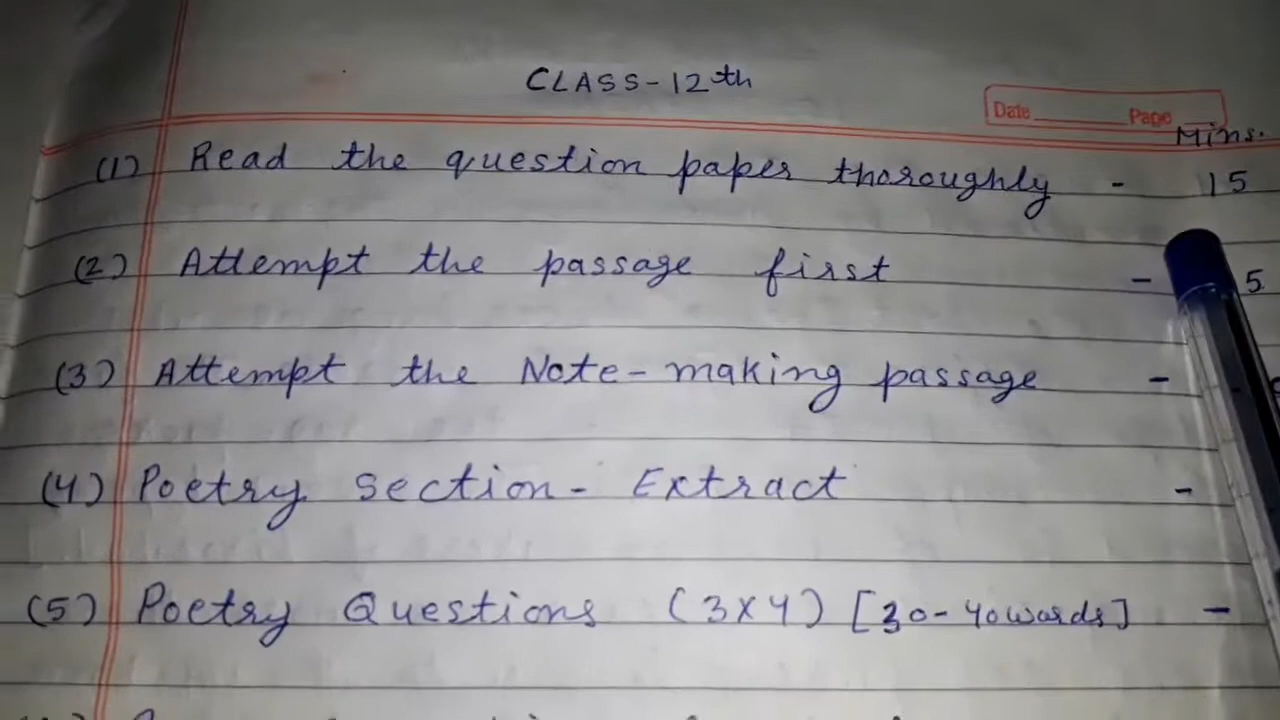 CLASS-12th
Date Page
Mins.
(1) Read the question paper thoroughly - 15
(2) Attempt the passage first - 5
(3) Attempt the Note-making passage -
(4) Poetry section - Extract -
(5) Poetry Questions (3x4) [30-40words] -